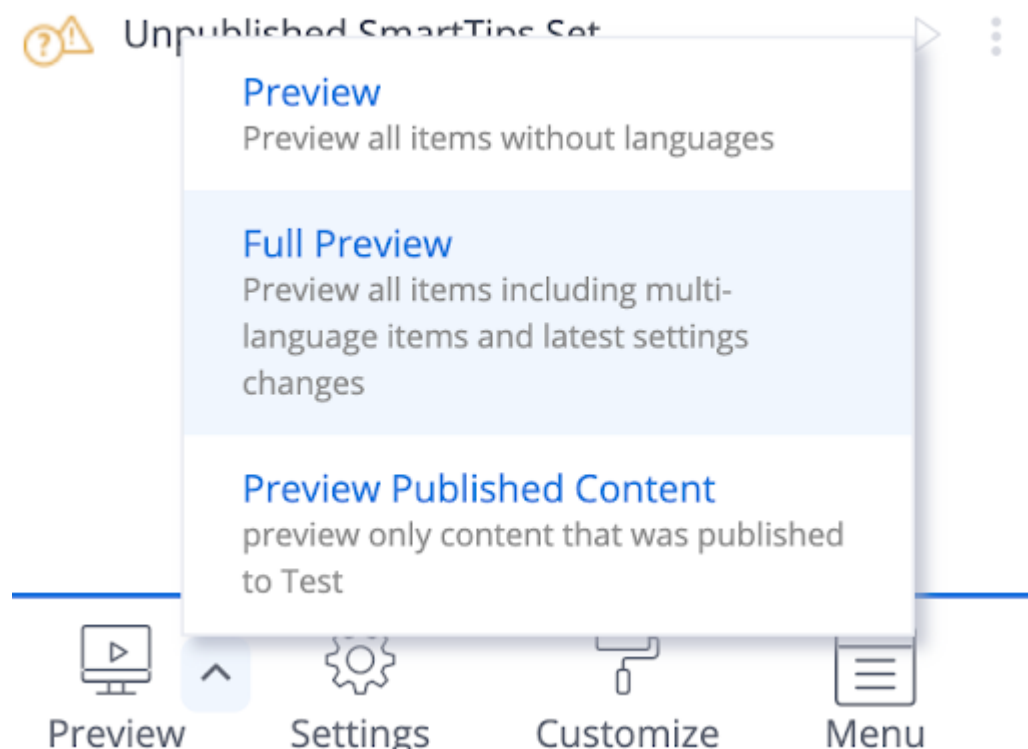 Unpublished SmartTips Set
Preview
Preview all items without languages
Full Preview
Preview all items including multi-
language items and latest settings
changes
Preview Published Content
preview only content that was published
to Test
Preview
Settings
Customize
Menu